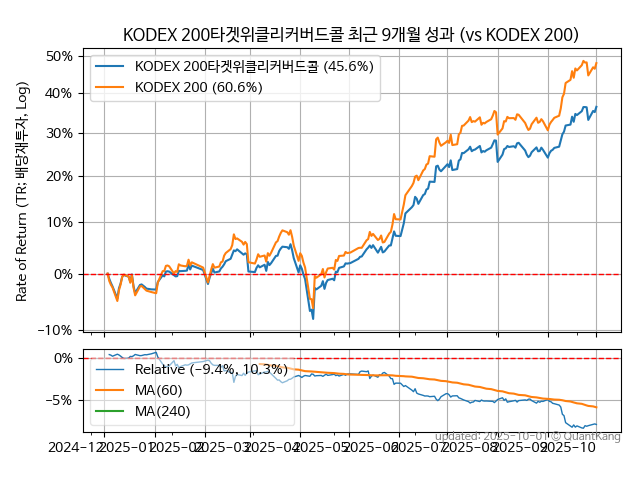 KODEX 200타겟위클리커버드콜 최근 9개월 성과 (vs KODEX 200)
Rate of Return (TR: 배당재투자, Log)
50%
40%
30%
20%
10%
0%
−10%
KODEX 200타겟위클리커버드콜 (45.6%)
KODEX 200 (60.6%)
0%
−5%
Relative (−9.4%, 10.3%)
MA(60)
MA(240)
updated: 2025-10-01 © QuantKang
2024-12 2025-01 2025-02 2025-03 2025-04 2025-05 2025-06 2025-07 2025-08 2025-09 2025-10